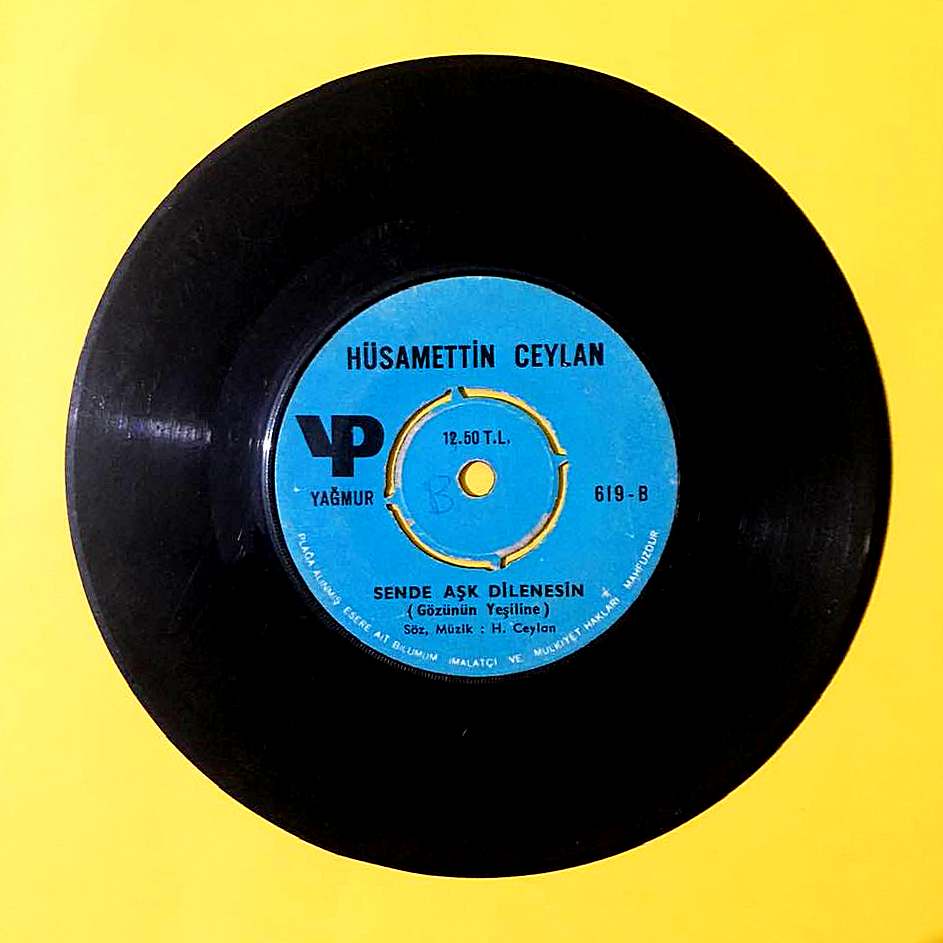 HÜSAMETTİN CEYLAN
YP
12.50 T.L.
YAĞMUR
B
619-B
SENDE AŞK DİLENESİN
(Gözünün Yeşiline)
Söz, Müzik : H. Ceylan
PLAĞA ALINMIŞ ESERE AİT BİLUMUM İMALATÇI VE MÜLKİYET HAKLARI MAHFUZDUR